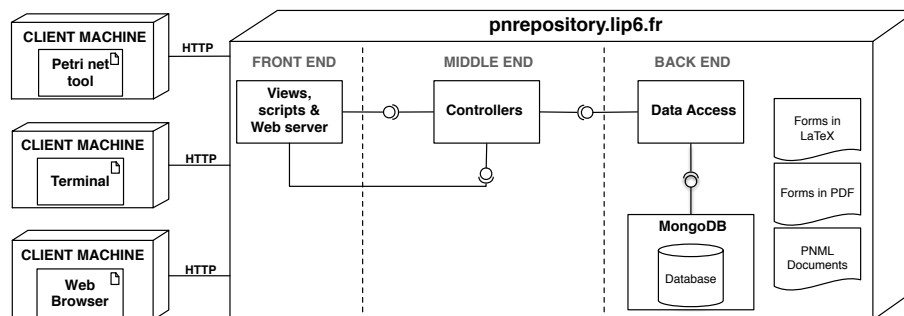 pnrepository.lip6.fr
CLIENT MACHINE
Petri net
tool
HTTP
CLIENT MACHINE
Terminal
HTTP
CLIENT MACHINE
Web
Browser
HTTP
FRONT END
MIDDLE END
BACK END
Views,
scripts &
Web server
Controllers
Data Access
MongoDB
Database
Forms in
LaTeX
Forms in PDF
PNML
Documents